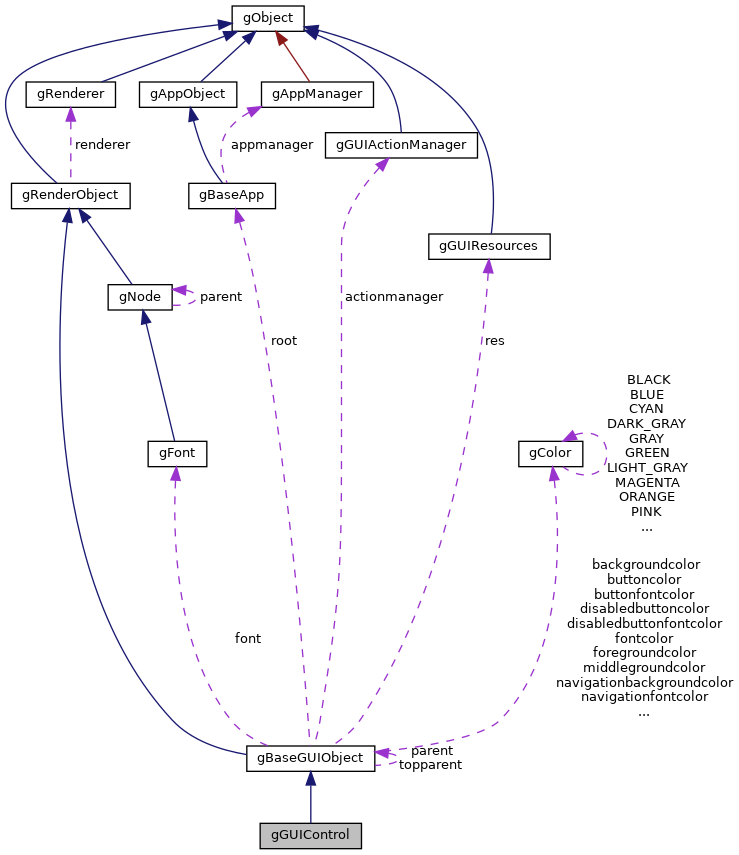 gObject
gRenderer
gAppObject
gAppManager
gGUIActionManager
renderer
appmanager
gRenderObject
gBaseApp
gGUIResources
gNode
parent
actionmanager
root
res
BLACK
BLUE
CYAN
DARK_GRAY
GRAY
GREEN
LIGHT_GRAY
MAGENTA
ORANGE
PINK
...
gFont
gColor
backgroundcolor
buttoncolor
buttonfontcolor
disabledbuttoncolor
disabledbuttonfontcolor
fontcolor
foregroundcolor
middlegroundcolor
navigationbackgroundcolor
navigationfontcolor
...
font
gBaseGUIObject
parent
topparent
gGUIControl